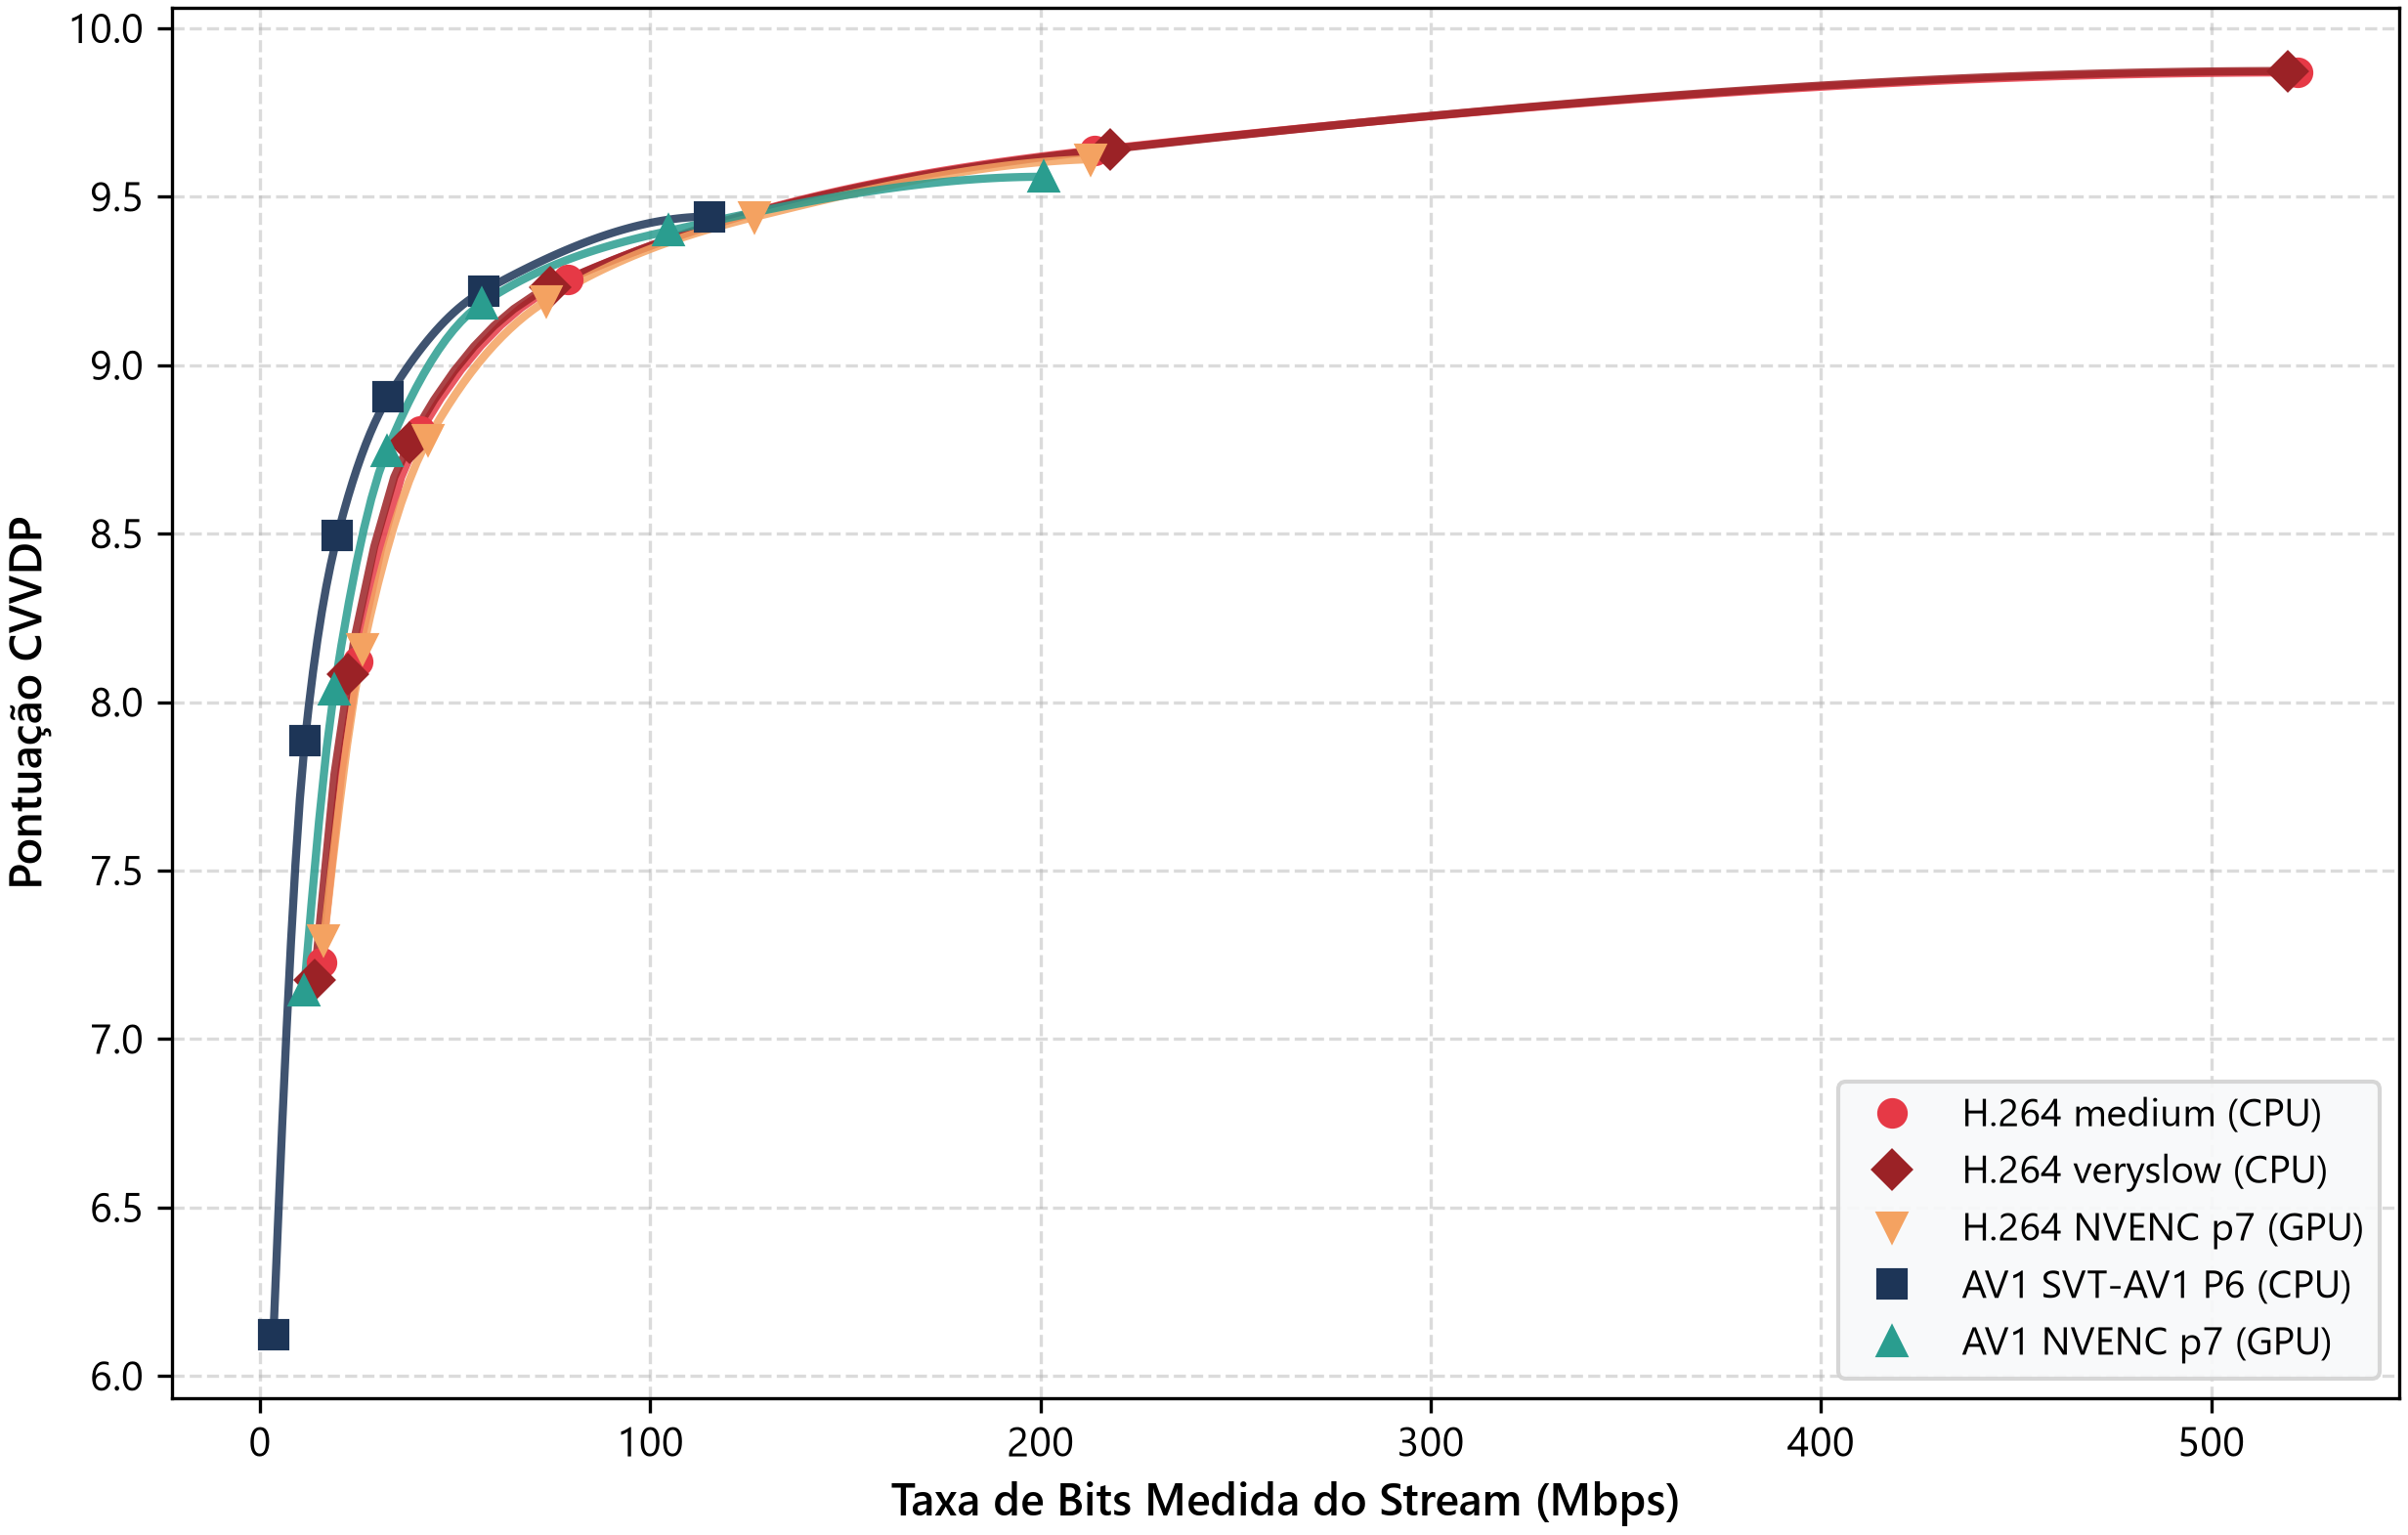 10.0
9.5
9.0
8.5
8.0
7.5
7.0
6.5
6.0
Pontuação CVVDP
0 100 200 300 400 500
Taxa de Bits Medida do Stream (Mbps)
H.264 medium (CPU)
H.264 veryslow (CPU)
H.264 NVENC p7 (GPU)
AV1 SVT-AV1 P6 (CPU)
AV1 NVENC p7 (GPU)